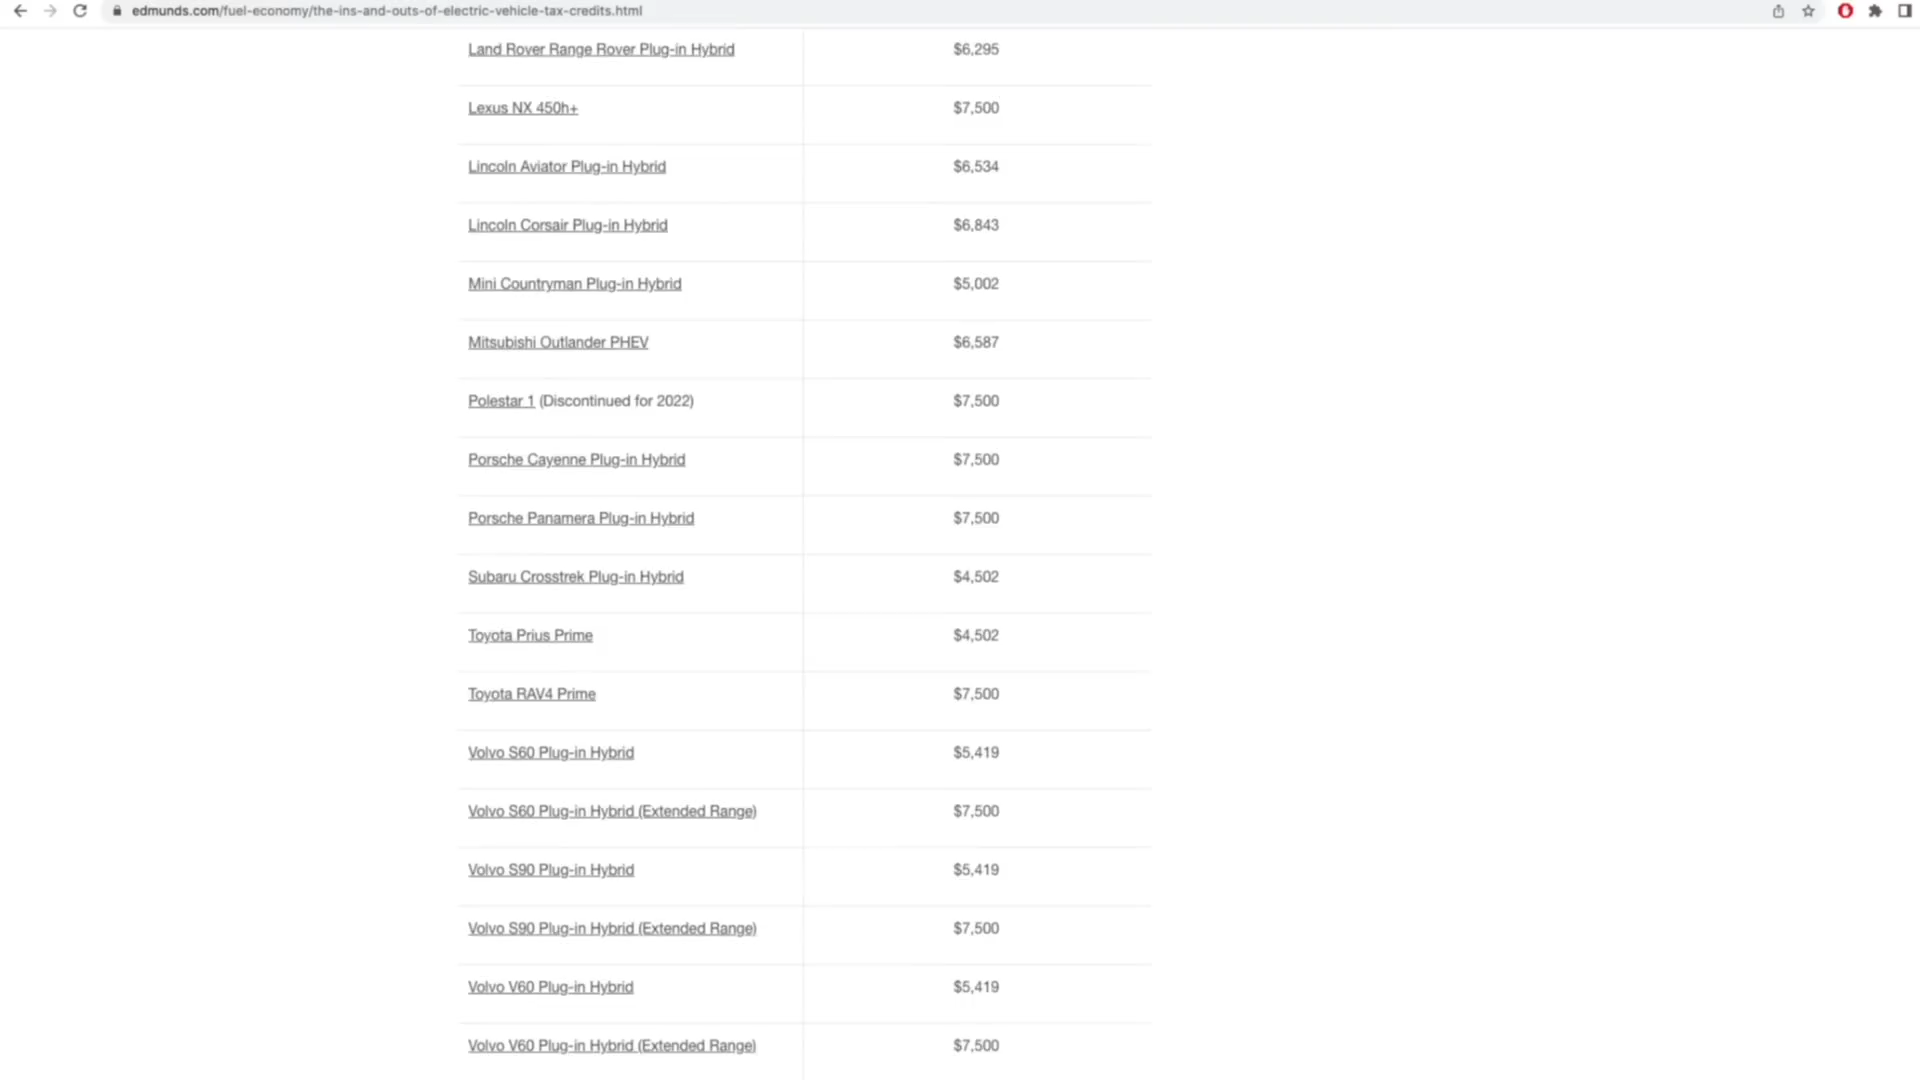 edmunds.com/fuel-economy/the-ins-and-outs-of-electric-vehicle-tax-credits.html
Land Rover Range Rover Plug-in Hybrid $6,295
Lexus NX 450h+ $7,500
Lincoln Aviator Plug-in Hybrid $6,534
Lincoln Corsair Plug-in Hybrid $6,843
Mini Countryman Plug-in Hybrid $5,002
Mitsubishi Outlander PHEV $6,587
Polestar 1 (Discontinued for 2022) $7,500
Porsche Cayenne Plug-in Hybrid $7,500
Porsche Panamera Plug-in Hybrid $7,500
Subaru Crosstrek Plug-in Hybrid $4,502
Toyota Prius Prime $4,502
Toyota RAV4 Prime $7,500
Volvo S60 Plug-in Hybrid $5,419
Volvo S60 Plug-in Hybrid (Extended Range) $7,500
Volvo S90 Plug-in Hybrid $5,419
Volvo S90 Plug-in Hybrid (Extended Range) $7,500
Volvo V60 Plug-in Hybrid $5,419
Volvo V60 Plug-in Hybrid (Extended Range) $7,500